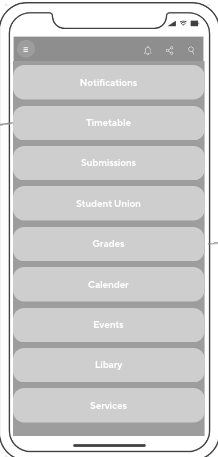 Notifications
Timetable
Submissions
Student Union
Grades
Calender
Events
Libary
Services